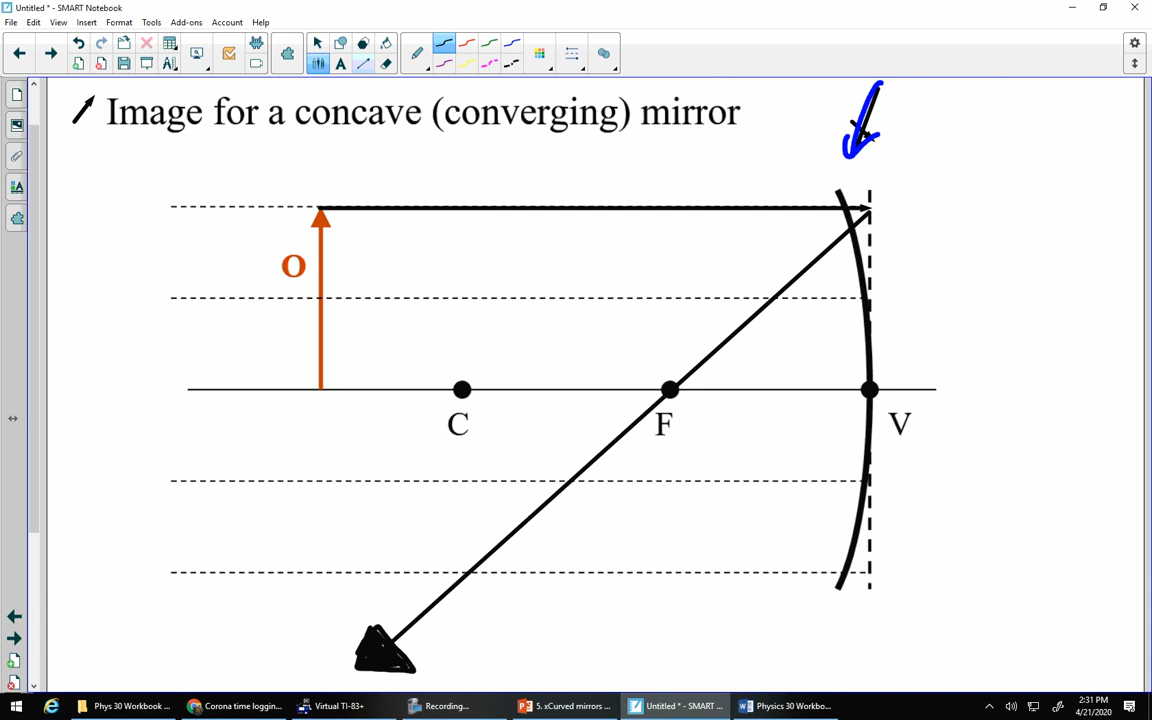 Untitled * - SMART Notebook
File Edit View Insert Format Tools Add-ons Account Help
Image for a concave (converging) mirror
O
C F V
Phys 30 Workbook ... Corona time loggin... Virtual TI-83+ Recording... 5. xCurved mirrors ... Untitled * - SMART ... Physics 30 Workbo...
2:31 PM
4/21/2020